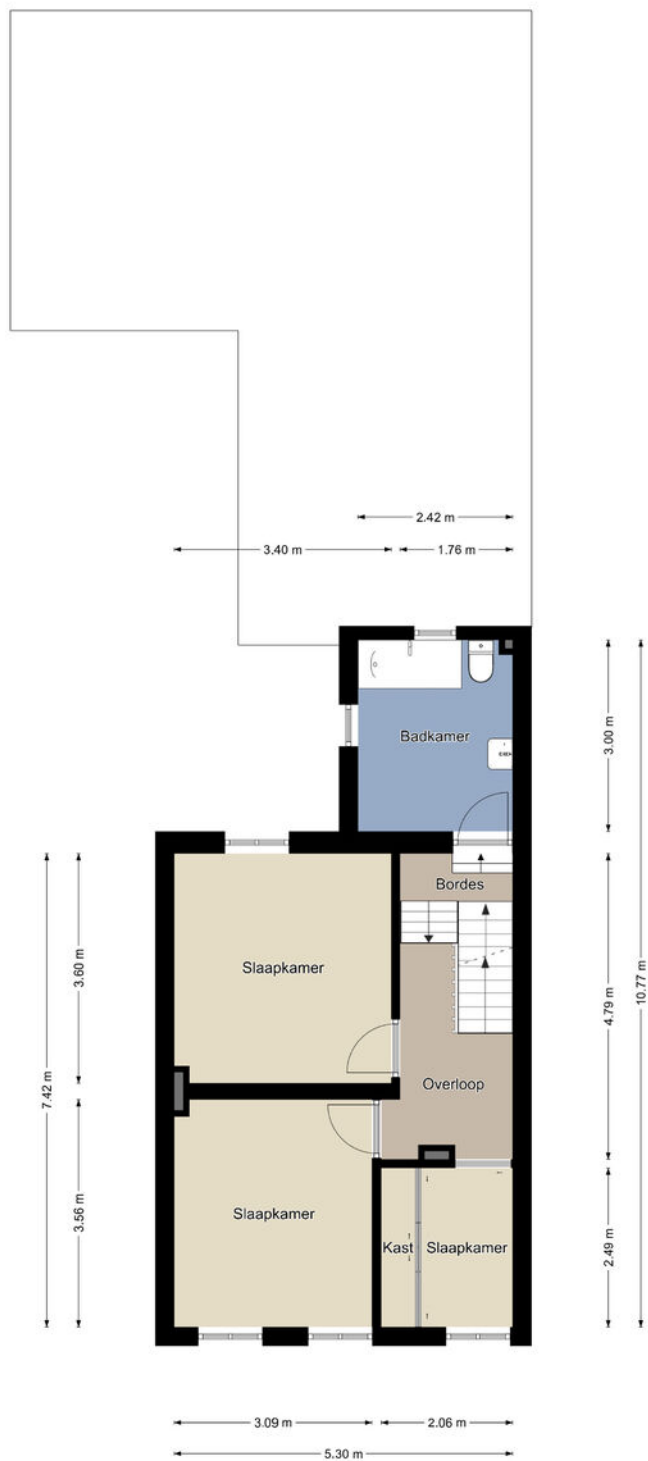 2.42 m
3.40 m
1.76 m
Badkamer
3.00 m
Bordes
Slaapkamer
3.60 m
4.79 m
10.77 m
7.42 m
Overloop
Slaapkamer
3.56 m
Kast
Slaapkamer
2.49 m
3.09 m
2.06 m
5.30 m